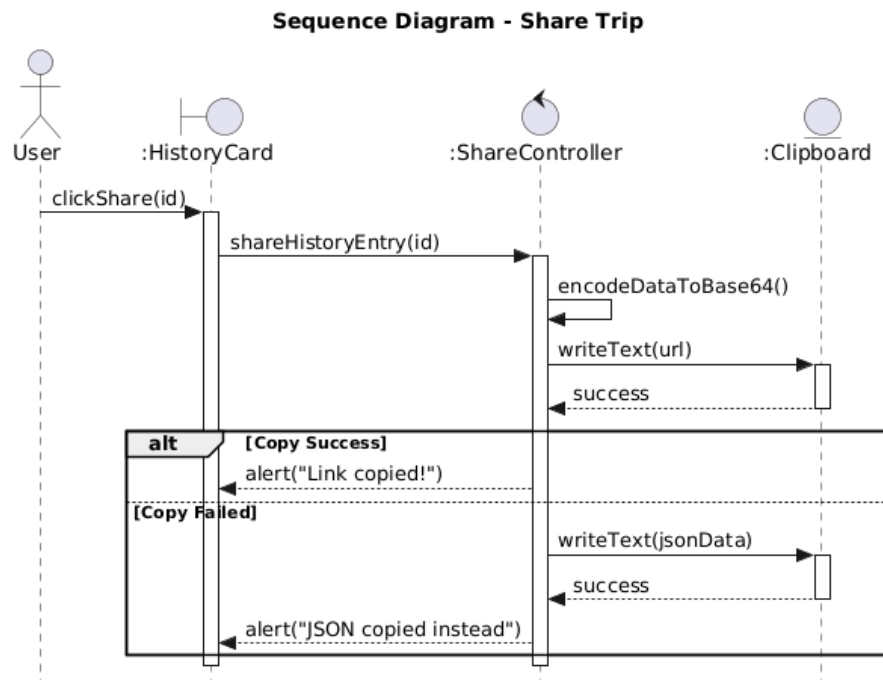 Sequence Diagram - Share Trip
User
:HistoryCard
:ShareController
:Clipboard
clickShare(id)
shareHistoryEntry(id)
encodeDataToBase64()
writeText(url)
success
alt
[Copy Success]
alert("Link copied!")
[Copy Failed]
writeText(jsonData)
success
alert("JSON copied instead")